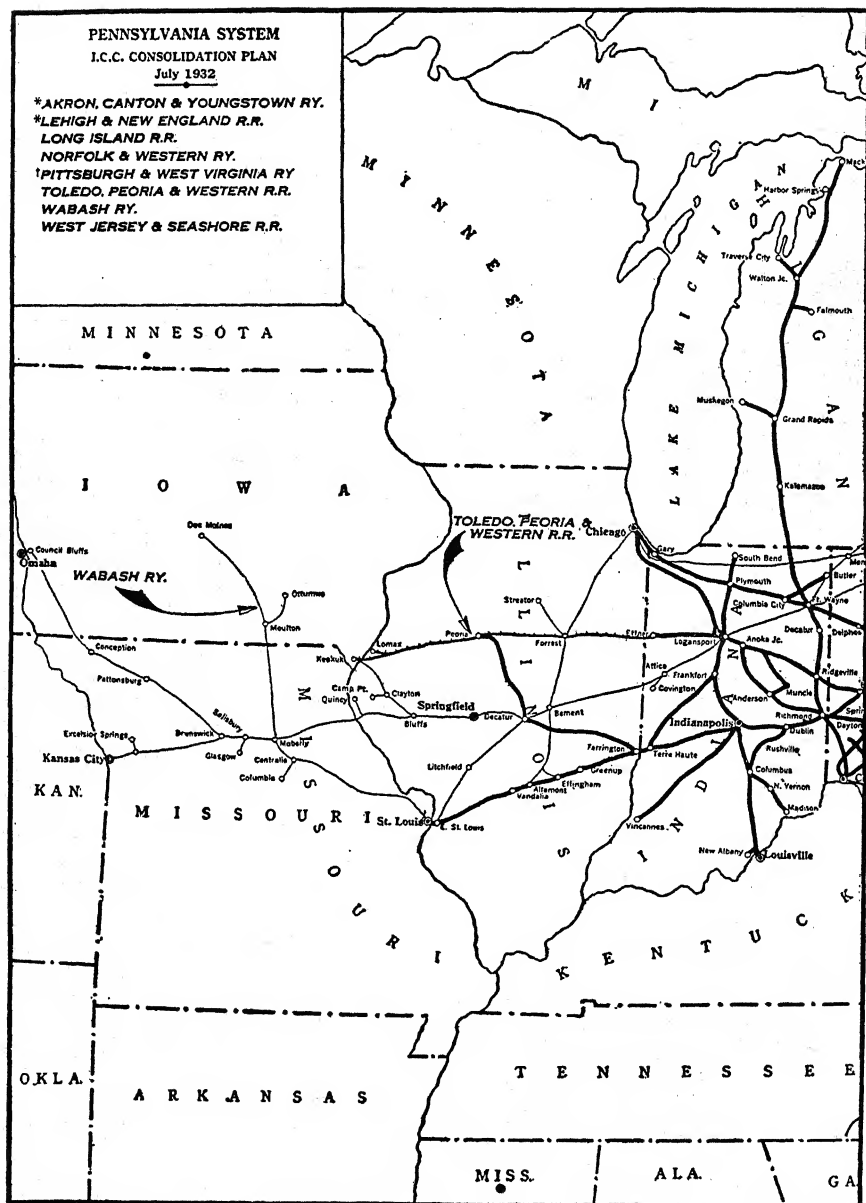 PENNSYLVANIA SYSTEM
I.C.C. CONSOLIDATION PLAN
July 1932
*AKRON, CANTON & YOUNGSTOWN RY.
*LEHIGH & NEW ENGLAND R.R.
LONG ISLAND R.R.
NORFOLK & WESTERN RY.
†PITTSBURGH & WEST VIRGINIA RY
TOLEDO, PEORIA & WESTERN R.R.
WABASH RY.
WEST JERSEY & SEASHORE R.R.
MINNESOTA
MINNESOTA
M I
LAKE MICHIGAN
Mack
Harbor Springs
Traverse City
Walton Jc.
Falmouth
Muskegon
Grand Rapids
Kalamazoo
IOWA
Des Moines
Ottumwa
Moulton
Council Bluffs
Omaha
WABASH RY.
TOLEDO, PEORIA &
WESTERN R.R.
Chicago
Gary
South Bend
Butler
Plymouth
Columbia City
Ft. Wayne
Streator
Peoria
Forrest
Effner
Logansport
Anoka Jc.
Decatur
Delphos
Conception
Pattonsburg
Keokuk
Lomax
Camp Pt.
Quincy
Clayton
Bluffs
Springfield
Decatur
Bement
Attica
Covington
Frankfort
Anderson
Muncie
Ridgeville
Richmond
Dayton
Dublin
Indianapolis
Rushville
Excelsior Springs
Kansas City
Brunswick
Salisbury
Glasgow
Moberly
Centralia
Columbia
Litchfield
Farrington
Terre Haute
Greenup
Effingham
Altamont
Vandalia
Columbus
N. Vernon
Madison
Vincennes
New Albany
Louisville
St. Louis
E. St. Louis
KAN.
MISSOURI
MISSOURI
ILLINOIS
INDIANA
KENTUCK
OKLA.
ARKANSAS
TENNESSEE
MISS.
ALA.
GA